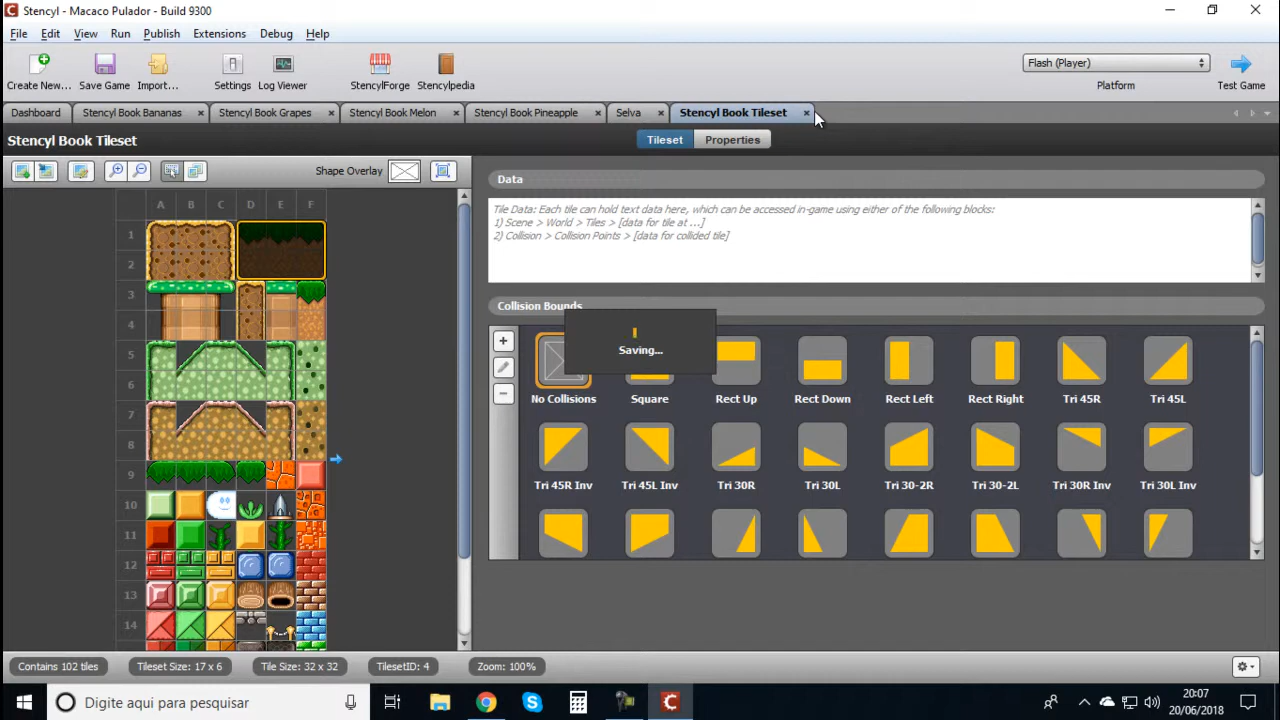 Stencyl - Macaco Pulador - Build 9300
File Edit View Run Publish Extensions Debug Help
Create New... Save Game Import... Settings Log Viewer StencylForge Stencylpedia Flash (Player) Platform Test Game
Dashboard Stencyl Book Bananas Stencyl Book Grapes Stencyl Book Melon Stencyl Book Pineapple Selva Stencyl Book Tileset
Stencyl Book Tileset Tileset Properties
Shape Overlay
A B C D E F
1
2
3
4
5
6
7
8
9
10
11
12
13
14
Data
Tile Data: Each tile can hold text data here, which can be accessed in-game using either of the following blocks:
1) Scene > World > Tiles > [data for tile at ...]
2) Collision > Collision Points > [data for collided tile]
Collision Bounds
Saving...
No Collisions Square Rect Up Rect Down Rect Left Rect Right Tri 45R Tri 45L
Tri 45R Inv Tri 45L Inv Tri 30R Tri 30L Tri 30-2R Tri 30-2L Tri 30R Inv Tri 30L Inv
Contains 102 tiles Tileset Size: 17 x 6 Tile Size: 32 x 32 TilesetID: 4 Zoom: 100%
Digite aqui para pesquisar
20:07
20/06/2018